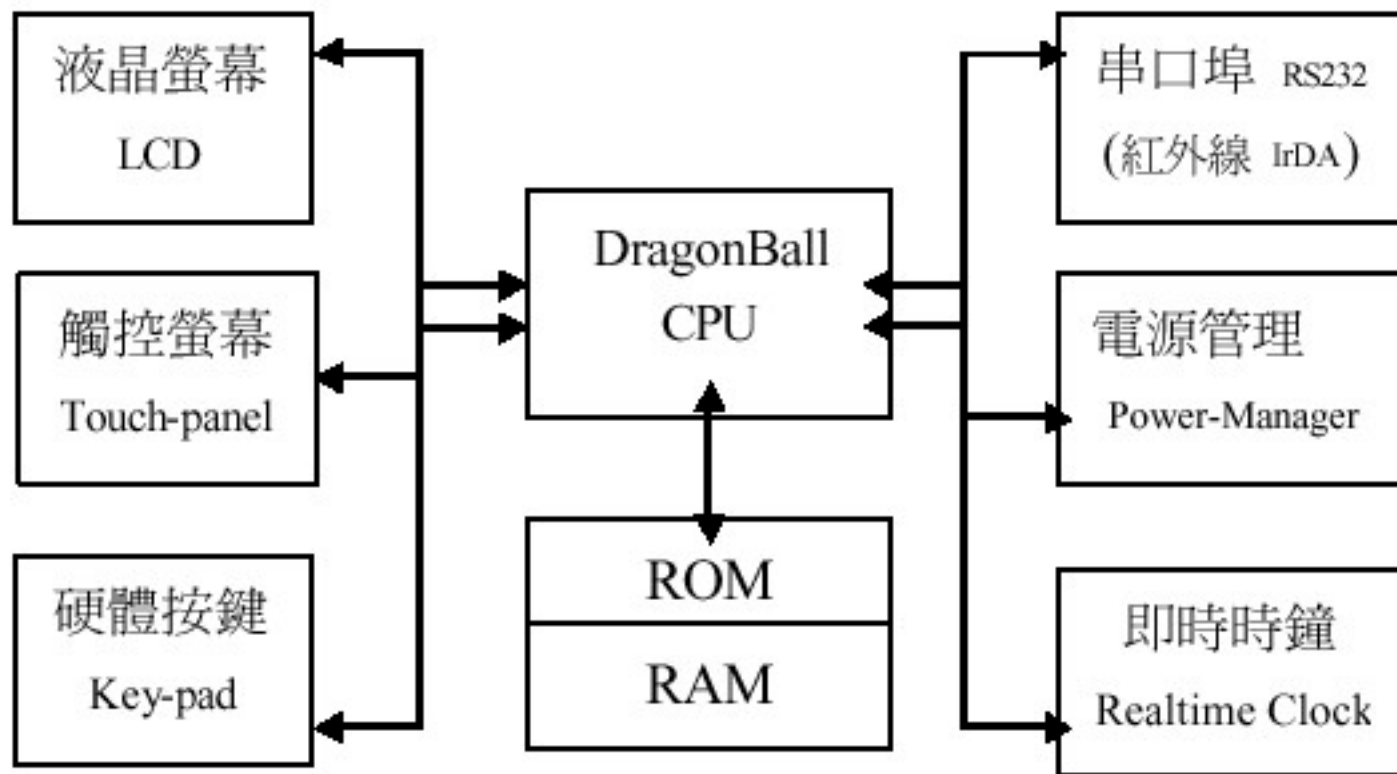 液晶螢幕
LCD
觸控螢幕
Touch-panel
硬體按鍵
Key-pad
DragonBall
CPU
ROM
RAM
串口埠 RS232
(紅外線 IrDA)
電源管理
Power-Manager
即時時鐘
Realtime Clock